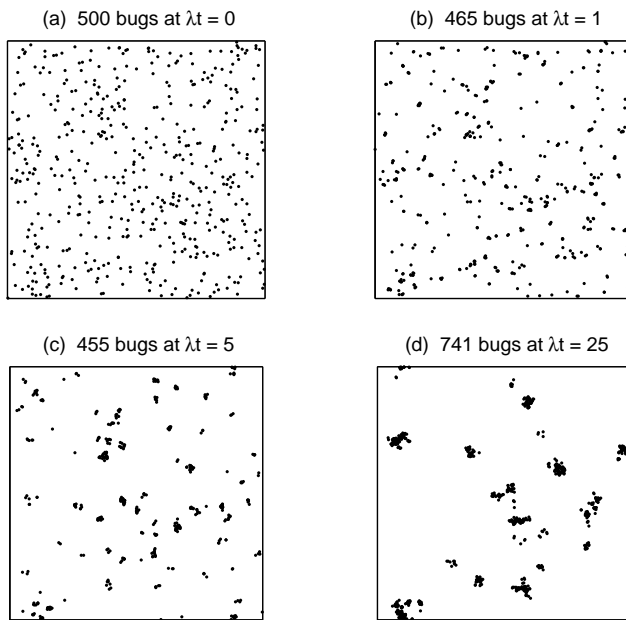 (a) 500 bugs at λt = 0
(b) 465 bugs at λt = 1
(c) 455 bugs at λt = 5
(d) 741 bugs at λt = 25